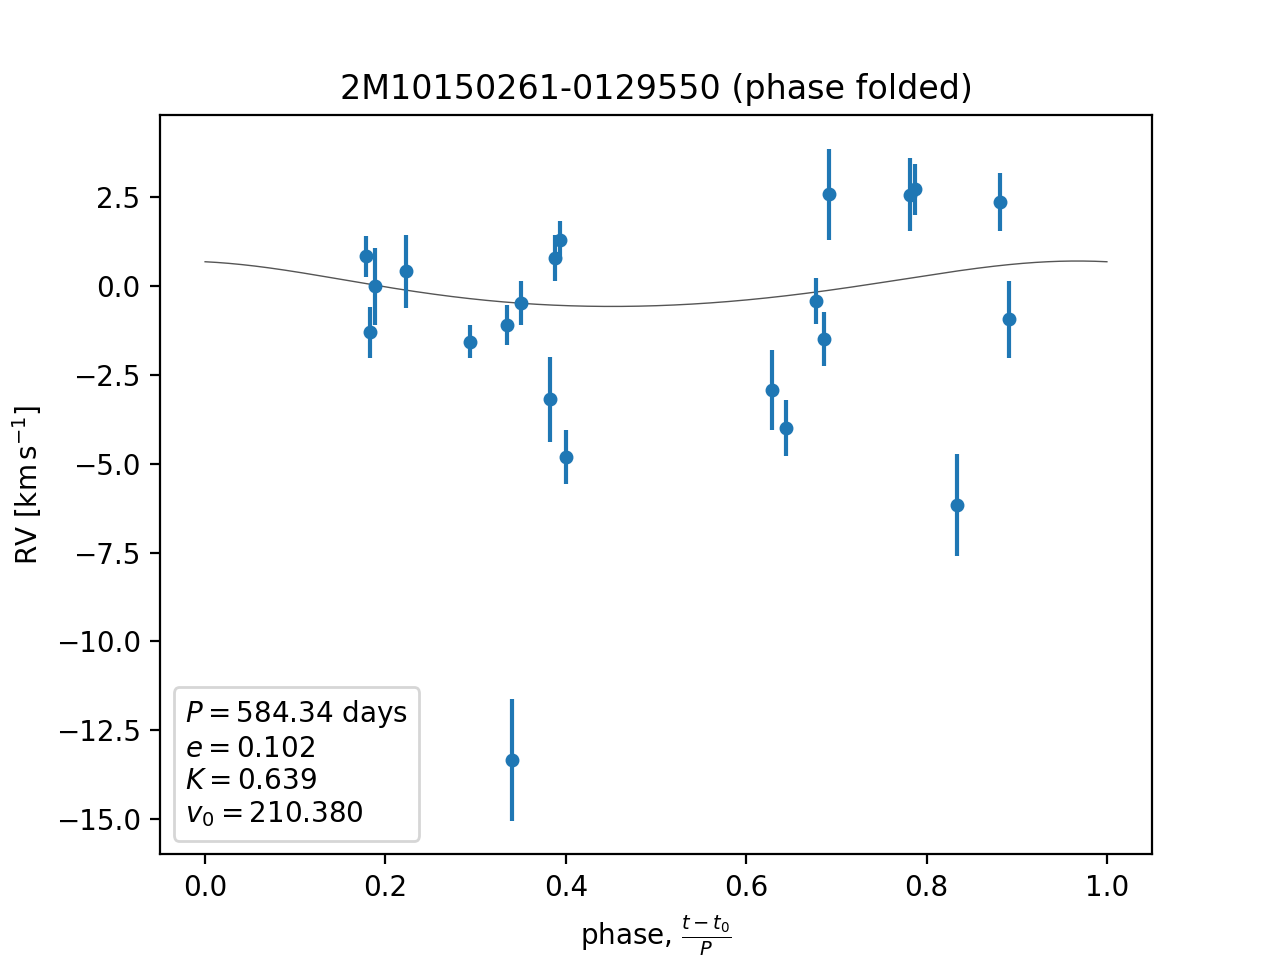 2M10150261-0129550 (phase folded)
RV [km s⁻¹]
2.5
0.0
−2.5
−5.0
−7.5
−10.0
−12.5
−15.0
P = 584.34 days
e = 0.102
K = 0.639
v₀ = 210.380
0.0 0.2 0.4 0.6 0.8 1.0
phase, (t − t₀)/P